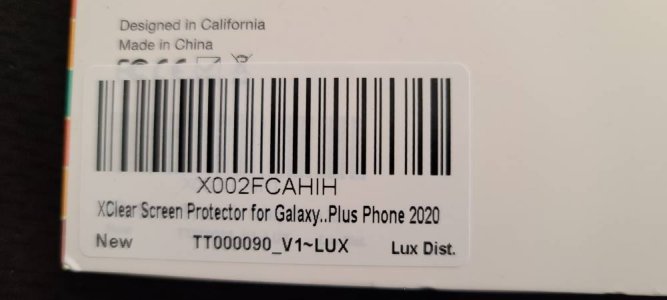 Designed in California
Made in China
X002FCAHIH
XClear Screen Protector for Galaxy..Plus Phone 2020
New TT000090_V1~LUX Lux Dist.